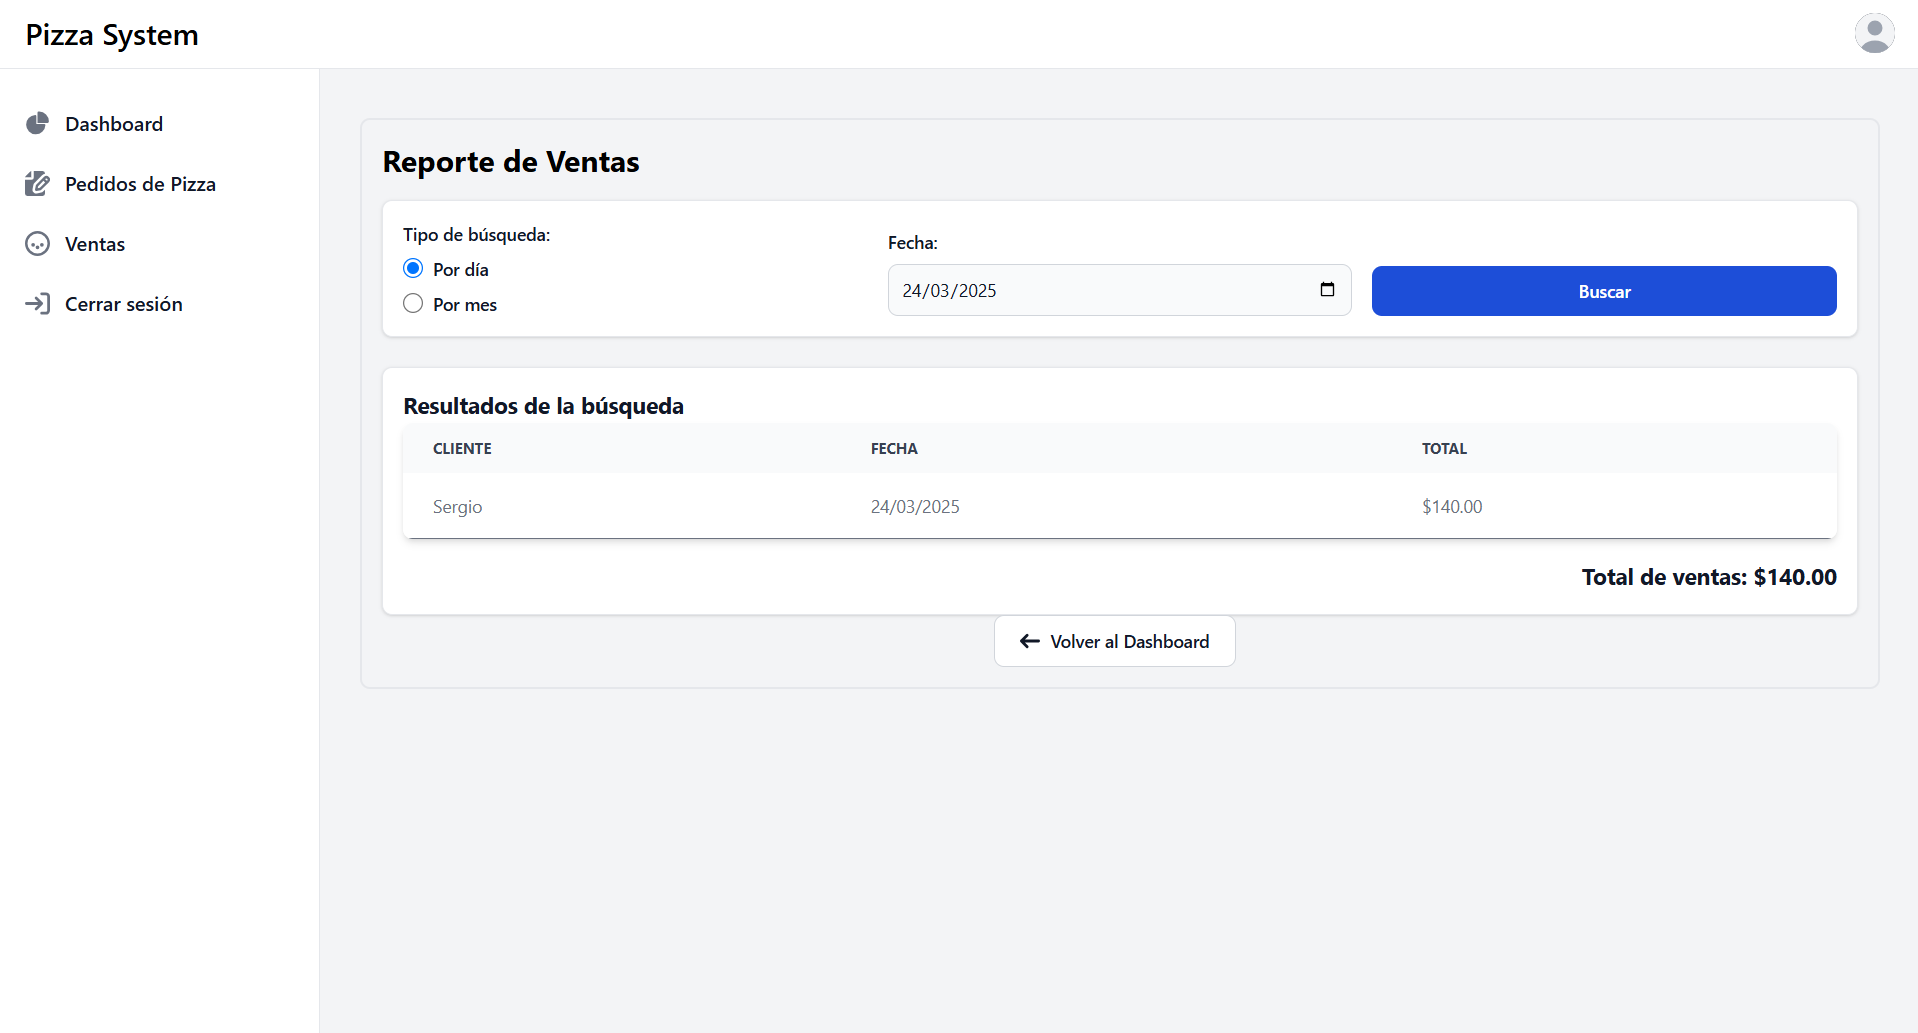 Pizza System
Dashboard
Pedidos de Pizza
Ventas
Cerrar sesión
Reporte de Ventas
Tipo de búsqueda:
Por día
Por mes
Fecha:
24/03/2025
Buscar
Resultados de la búsqueda
CLIENTE FECHA TOTAL
Sergio 24/03/2025 $140.00
Total de ventas: $140.00
Volver al Dashboard